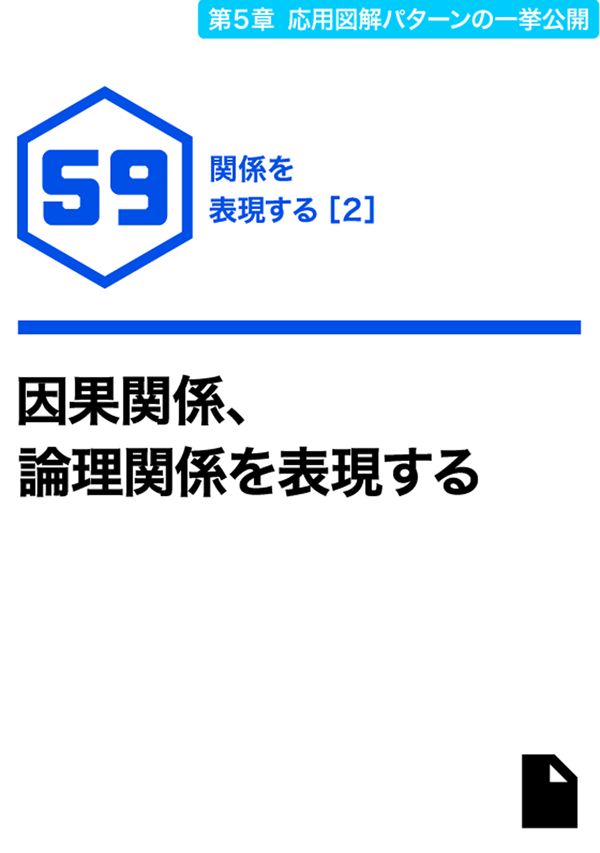 第5章 応用図解パターンの一挙公開
59
関係を
表現する［2］
因果関係、
論理関係を表現する